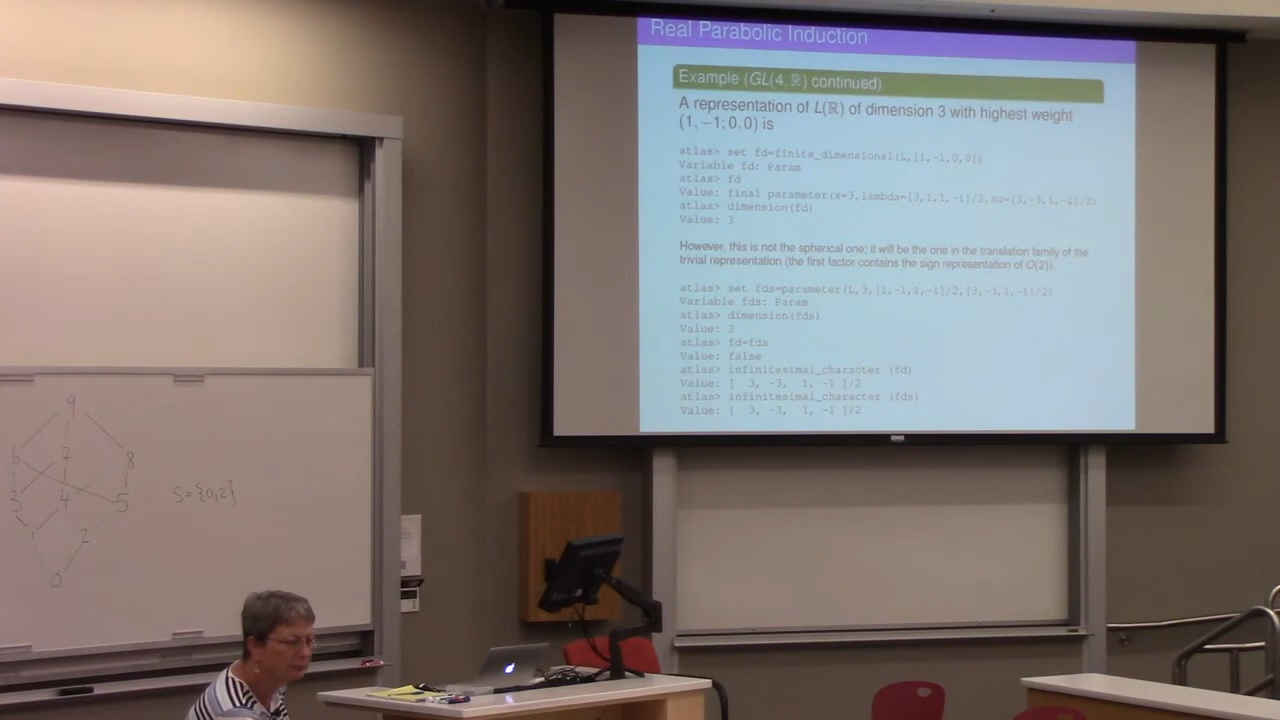 Real Parabolic Induction
Example (GL(4,ℝ) continued)
A representation of L(ℝ) of dimension 3 with highest weight
(1,−1;0,0) is
atlas> set fd=finite_dimensional(L,[1,-1,0,0])
Variable fd: Param
atlas> fd
Value: final parameter(x=3,lambda=[3,1,1,-1]/2,nu=[3,-3,1,-1]/2)
atlas> dimension(fd)
Value: 3
However, this is not the spherical one; it will be the one in the translation family of the
trivial representation (the first factor contains the sign representation of O(2)).
atlas> set fds=parameter(L,3,[1,-1,1,-1]/2,[3,-3,1,-1]/2)
Variable fds: Param
atlas> dimension(fds)
Value: 3
atlas> fd=fds
Value: false
atlas> infinitesimal_character (fd)
Value: [ 3, -3, 1, -1 ]/2
atlas> infinitesimal_character (fds)
Value: [ 3, -3, 1, -1 ]/2
9
6 7 8
3 4 5
S={0,2}
2
0